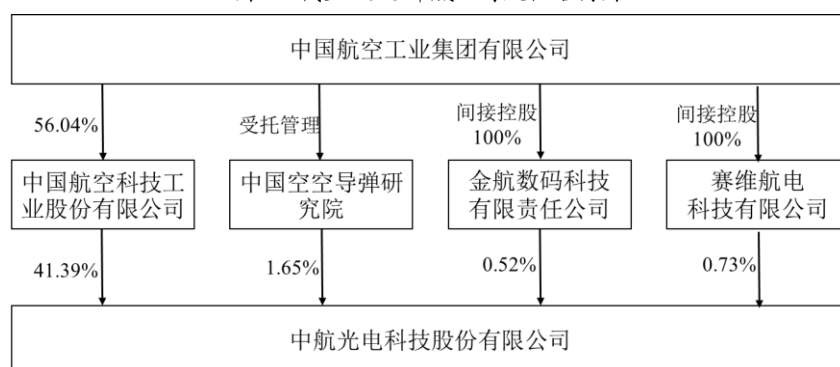 中国航空工业集团有限公司
56.04%
受托管理
间接控股
100%
间接控股
100%
中国航空科技工
业股份有限公司
中国空空导弹研
究院
金航数码科技
有限责任公司
赛维航电
科技有限公司
41.39%
1.65%
0.52%
0.73%
中航光电科技股份有限公司